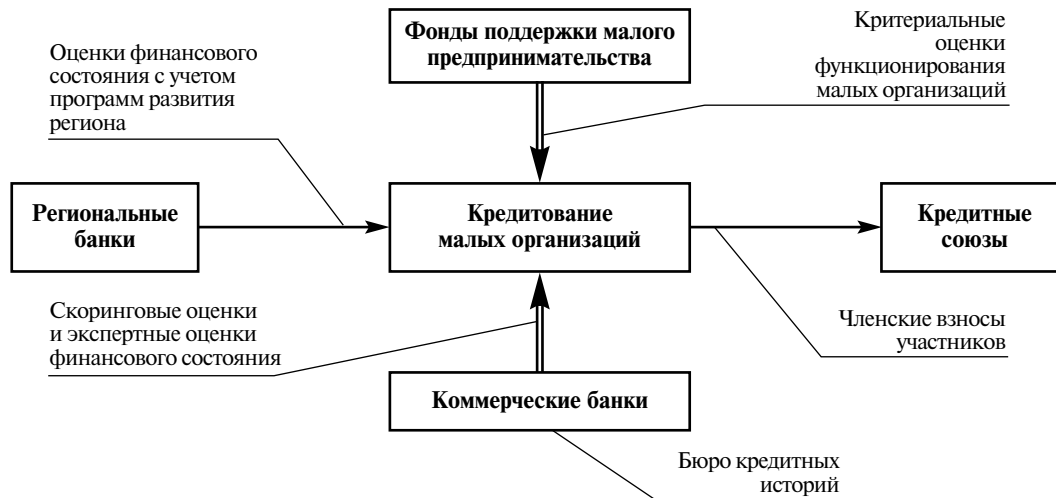 Оценки финансового
состояния с учетом
программ развития
региона
Фонды поддержки малого
предпринимательства
Критериальные
оценки
функционирования
малых организаций
Региональные
банки
Кредитование
малых организаций
Кредитные
союзы
Скоринговые оценки
и экспертные оценки
финансового состояния
Членские взносы
участников
Коммерческие банки
Бюро кредитных
историй